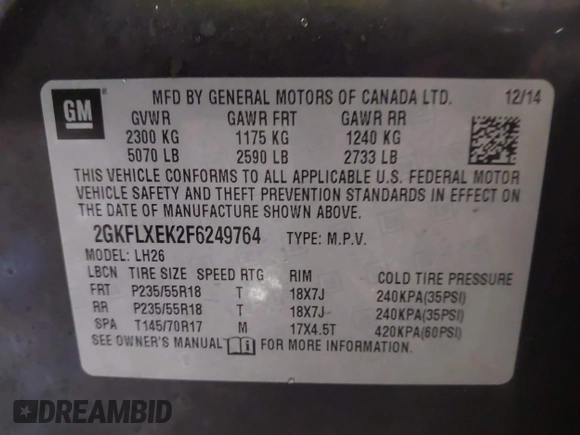 GM
MFD BY GENERAL MOTORS OF CANADA LTD. 12/14
GVWR GAWR FRT GAWR RR
2300 KG 1175 KG 1240 KG
5070 LB 2590 LB 2733 LB
THIS VEHICLE CONFORMS TO ALL APPLICABLE U.S. FEDERAL MOTOR
VEHICLE SAFETY AND THEFT PREVENTION STANDARDS IN EFFECT ON
THE DATE OF MANUFACTURE SHOWN ABOVE.
2GKFLXEK2F6249764 TYPE: M.P.V.
MODEL: LH26
LBCN TIRE SIZE SPEED RTG RIM COLD TIRE PRESSURE
FRT P235/55R18 T 18X7J 240KPA(35PSI)
RR P235/55R18 T 18X7J 240KPA(35PSI)
SPA T145/70R17 M 17X4.5T 420KPA(60PSI)
SEE OWNER'S MANUAL FOR MORE INFORMATION.
DREAMBID